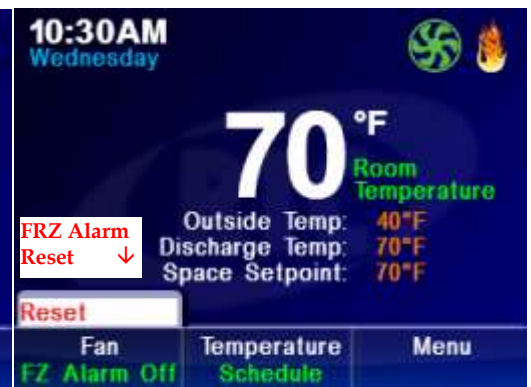 10:30AM
Wednesday
70 °F
Room
Temperature
Outside Temp: 40°F
Discharge Temp: 70°F
Space Setpoint: 70°F
FRZ Alarm
Reset ↓
Reset
Fan
FZ Alarm Off
Temperature
Schedule
Menu